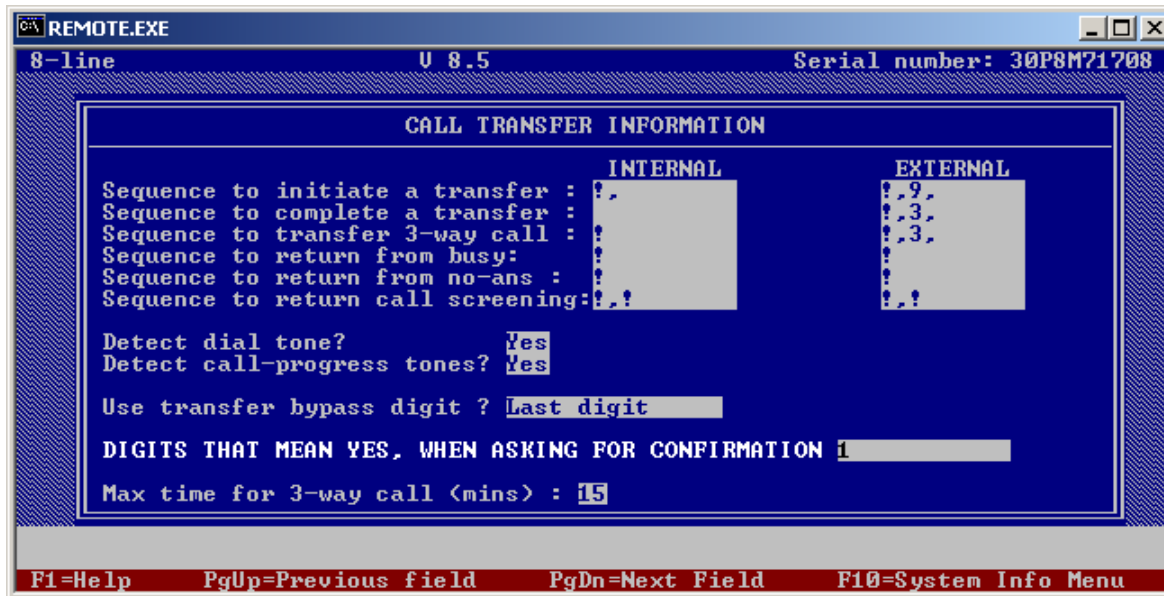 REMOTE.EXE
8-line V 8.5 Serial number: 30P8M71708
CALL TRANSFER INFORMATION
INTERNAL EXTERNAL
Sequence to initiate a transfer : !, !,9,
Sequence to complete a transfer : !,3,
Sequence to transfer 3-way call : ! !,3,
Sequence to return from busy: ! !
Sequence to return from no-ans : ! !
Sequence to return call screening:!,! !,!
Detect dial tone? Yes
Detect call-progress tones? Yes
Use transfer bypass digit ? Last digit
DIGITS THAT MEAN YES, WHEN ASKING FOR CONFIRMATION 1
Max time for 3-way call (mins) : 15
F1=Help PgUp=Previous field PgDn=Next Field F10=System Info Menu